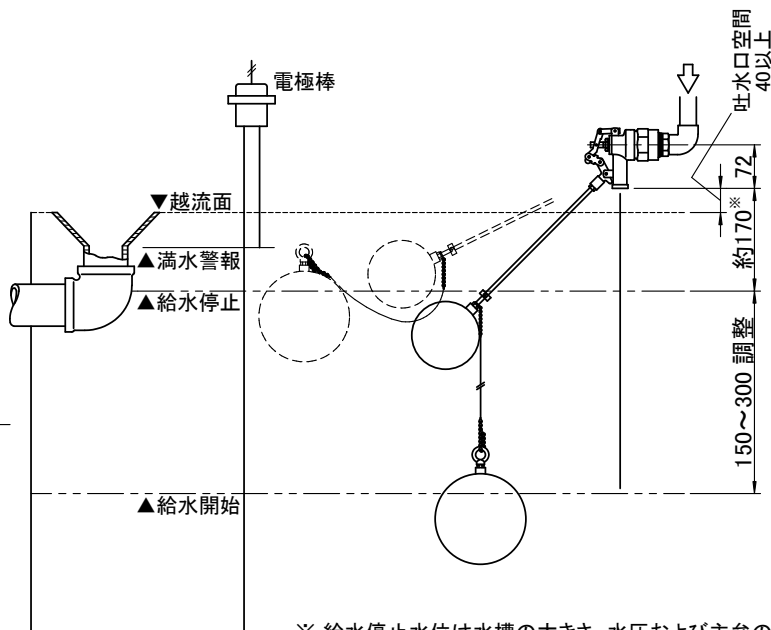 電極棒
吐水口空間
40以上
72
▼越流面
約170※
▲満水警報
▲給水停止
150～300 調整
▲給水開始
※ 給水停止水位は水槽の大きさ、水圧および主弁の